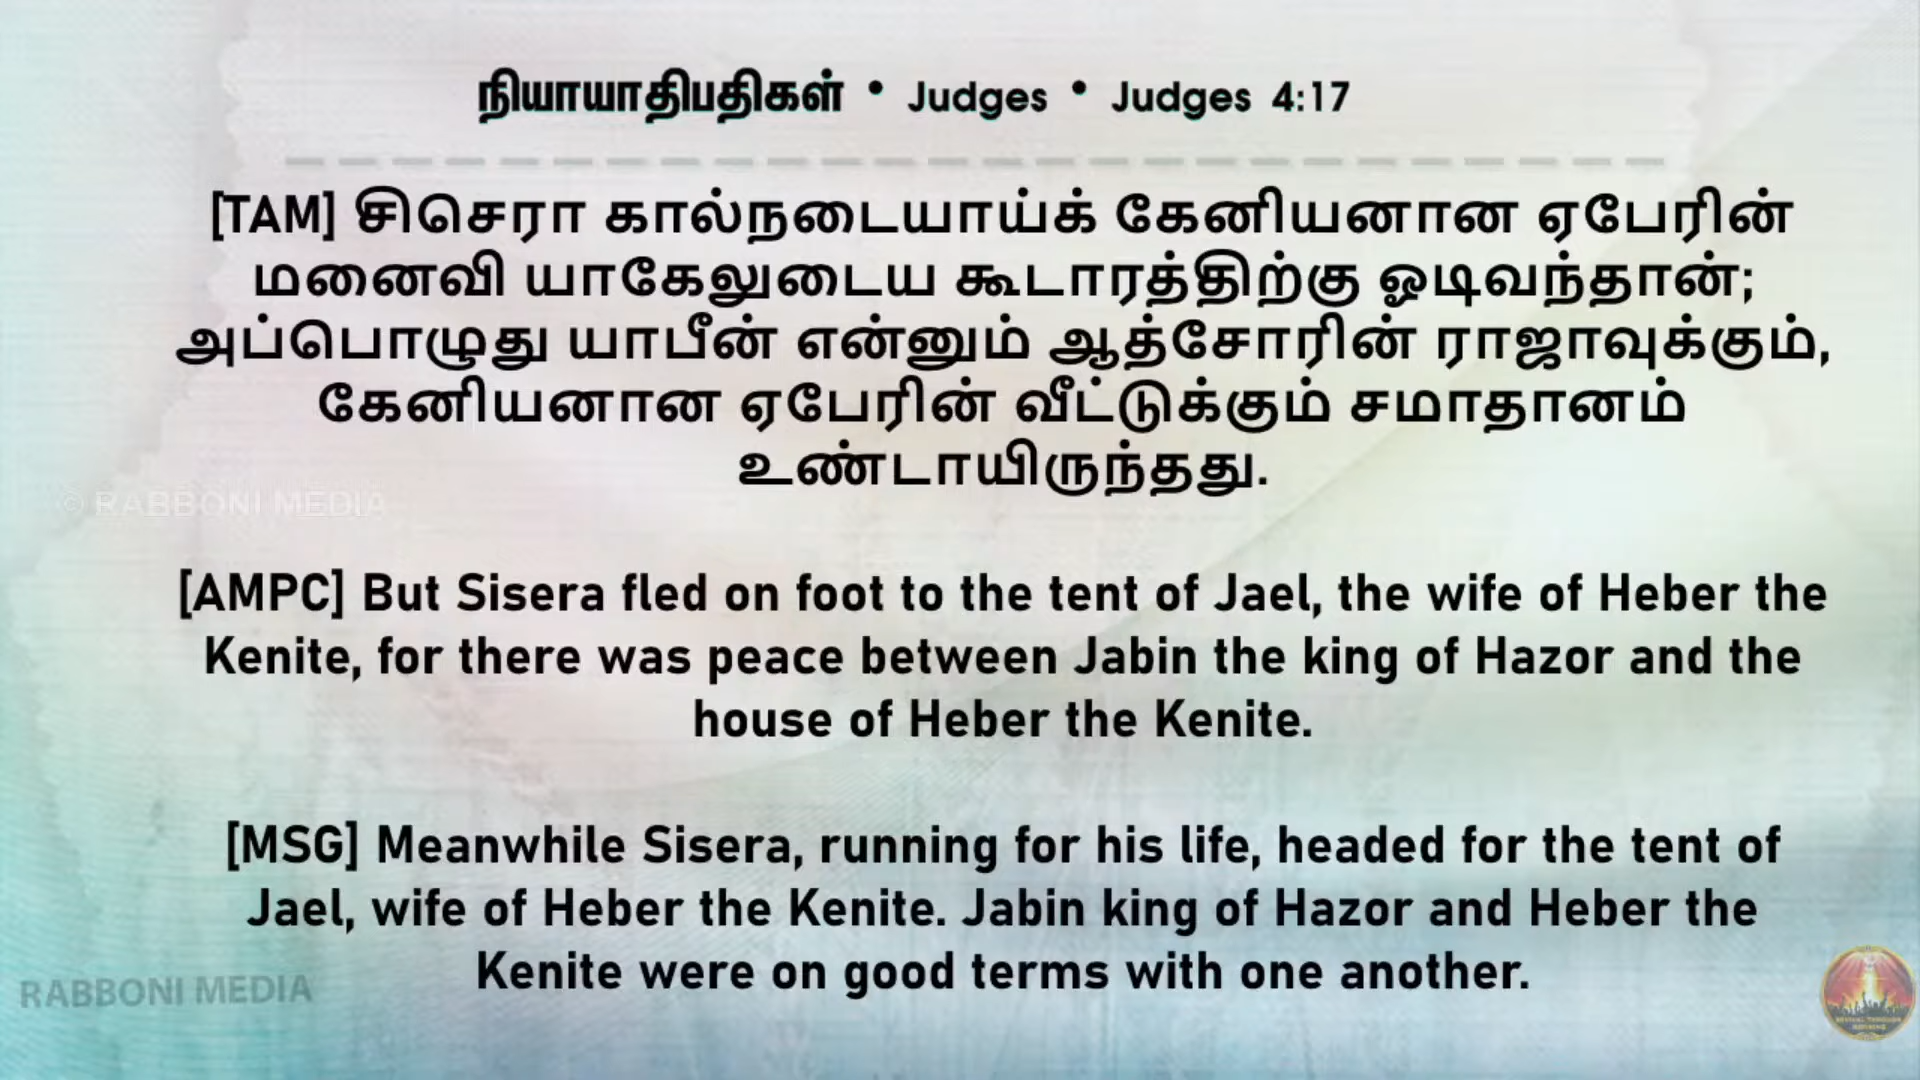 நியாயாதிபதிகள் • Judges • Judges 4:17
[TAM] சிசெரா கால்நடையாய்க் கேனியனான ஏபேரின்
மனைவி யாகேலுடைய கூடாரத்திற்கு ஓடிவந்தான்;
அப்பொழுது யாபீன் என்னும் ஆத்சோரின் ராஜாவுக்கும்,
கேனியனான ஏபேரின் வீட்டுக்கும் சமாதானம்
உண்டாயிருந்தது.
© RABBONI MEDIA
[AMPC] But Sisera fled on foot to the tent of Jael, the wife of Heber the
Kenite, for there was peace between Jabin the king of Hazor and the
house of Heber the Kenite.
[MSG] Meanwhile Sisera, running for his life, headed for the tent of
Jael, wife of Heber the Kenite. Jabin king of Hazor and Heber the
Kenite were on good terms with one another.
RABBONI MEDIA